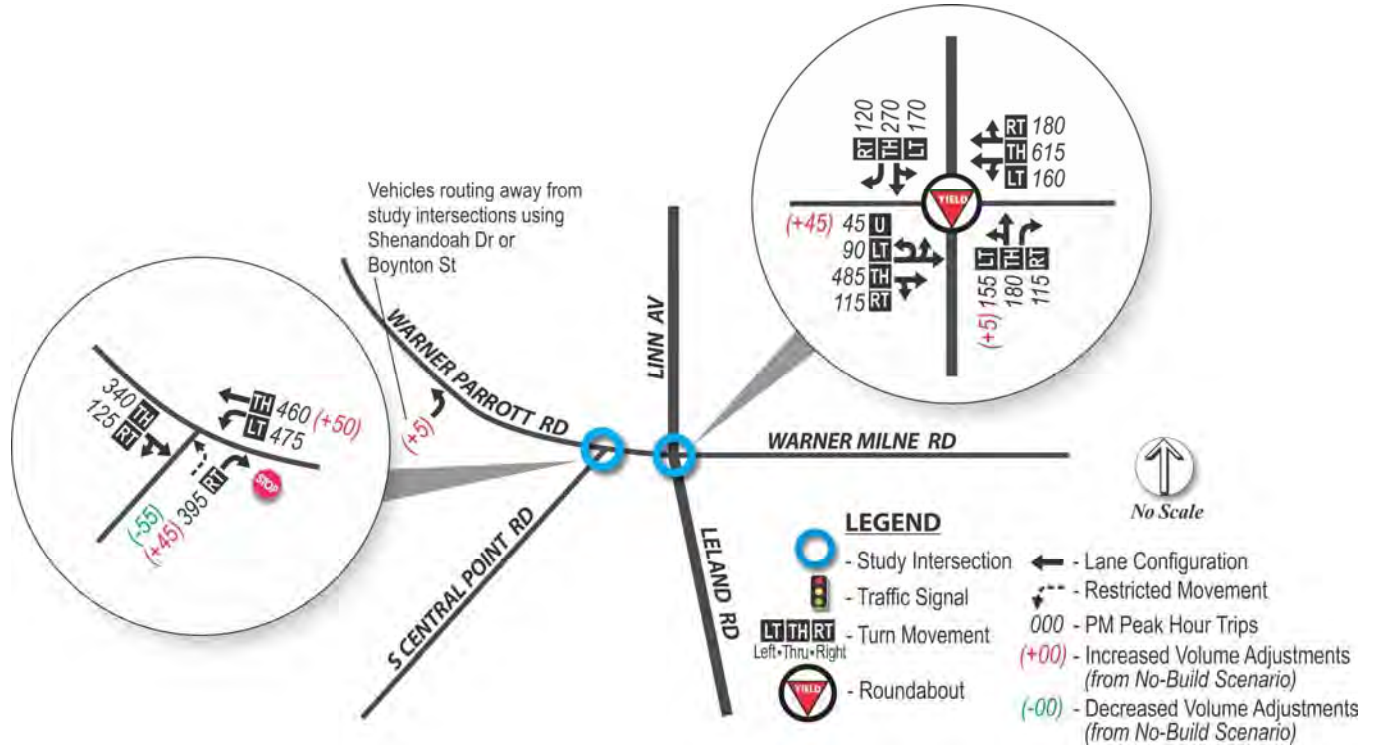 Vehicles routing away from
study intersections using
Shenandoah Dr or
Boynton St
(+5)
WARNER PARROTT RD
LINN AV
WARNER MILNE RD
LELAND RD
S CENTRAL POINT RD
340 TH
125 RT
TH 460 (+50)
LT 475
(-55)
(+45) 395 RT
STOP
RT 120
TH 270
LT 170
RT 180
TH 615
LT 160
YIELD
(+45) 45 U
90 LT
485 TH
115 RT
(+5) 155 LT
180 TH
115 RT
No Scale
LEGEND
- Study Intersection
- Traffic Signal
LT TH RT - Turn Movement
Left•Thru•Right
YIELD - Roundabout
- Lane Configuration
- Restricted Movement
000 - PM Peak Hour Trips
(+00) - Increased Volume Adjustments
(from No-Build Scenario)
(-00) - Decreased Volume Adjustments
(from No-Build Scenario)